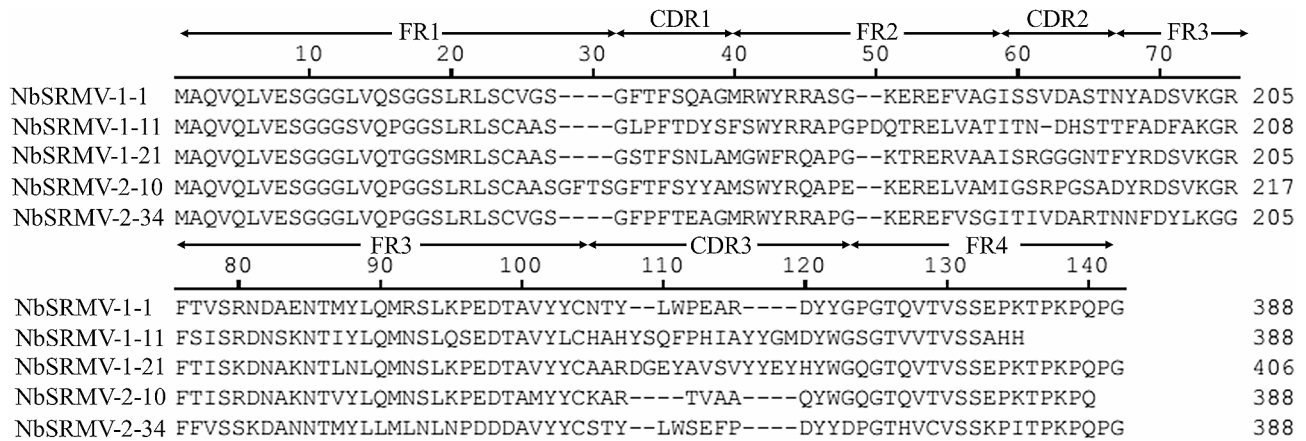 FR1 CDR1 FR2 CDR2 FR3
10 20 30 40 50 60 70
NbSRMV-1-1 MAQVQLVESGGGLVQSGGSLRLSCVGS----GFTFSQAGMRWYRRASG--KEREFVAGISSVDASTNYADSVKGR 205
NbSRMV-1-11 MAQVQLVESGGGSVQPGGSLRLSCAAS----GLPFTDYSFSWYRRAPGPDQTRELVATITN-DHSTTFADFAKGR 208
NbSRMV-1-21 MAQVQLVESGGGLVQTGGSMRLSCAAS----GSTFSNLAMGWFRQAPG--KTRERVAAISRGGGNTFYRDSVKGR 205
NbSRMV-2-10 MAQVQLVESGGGLVQPGGSLRLSCAASGFTSGFTFSYYAMSWYRQAPE--KERELVAMIGSRPGSADYRDSVKGR 217
NbSRMV-2-34 MAQVQLVESGGGLVQPGGSLRLSCVGS----GFPFTEAGMRWYRRAPG--KEREFVSGITIVDARTNNFDYLKGG 205
FR3 CDR3 FR4
80 90 100 110 120 130 140
NbSRMV-1-1 FTVSRNDAENTMYLQMRSLKPEDTAVYYCNTY--LWPEAR----DYYGPGTQVTVSSEPKTPKPQPG 388
NbSRMV-1-11 FSISRDNSKNTIYLQMNSLQSEDTAVYLCHAHYSQFPHIAYYGMDYWGSGTVVTVSSAHH 388
NbSRMV-1-21 FTISKDNAKNTLNLQMNSLKPEDTAVYYCAARDGEYAVSVYYEYHYWGQGTQVTVSSEPKTPKPQPG 406
NbSRMV-2-10 FTISRDNAKNTVYLQMNSLKPEDTAMYYCKAR----TVAA----QYWGQGTQVTVSSEPKTPKPQ 388
NbSRMV-2-34 FFVSSKDANNTMYLLMLNLNPDDDAVYCSTY--LWSEFP----DYYDPGTHVCVSSKPITPKPG 388